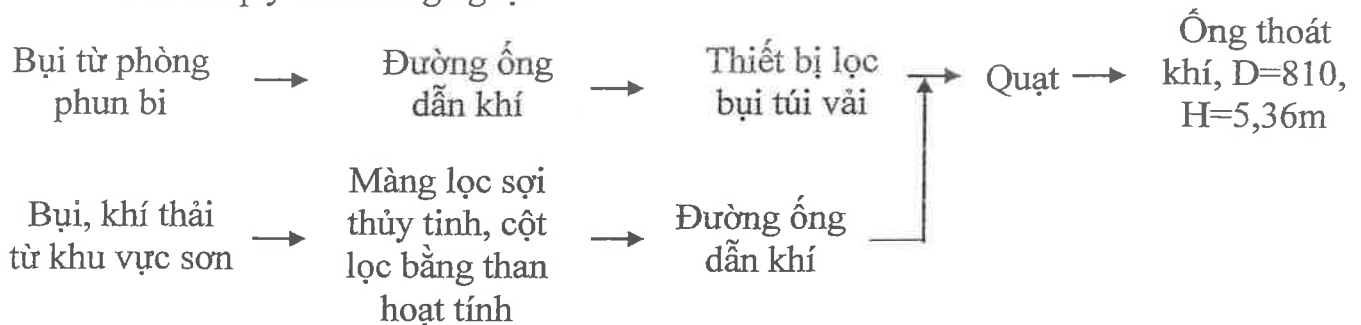 Bụi từ phòng
phun bi
Đường ống
dẫn khí
Thiết bị lọc
bụi túi vải
Quạt
Ống thoát
khí, D=810,
H=5,36m
Bụi, khí thải
từ khu vực sơn
Màng lọc sợi
thủy tinh, cột
lọc bằng than
hoạt tính
Đường ống
dẫn khí